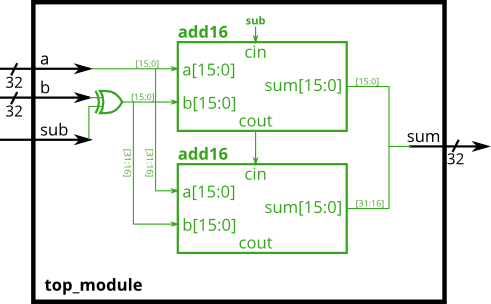 sub
add16
cin
a
[15:0]
a[15:0]
[15:0]
sum[15:0]
32
b
[15:0]
b[15:0]
32
sub
cout
sum
32
[31:16]
[31:16]
add16
cin
a[15:0]
sum[15:0]
[31:16]
b[15:0]
cout
top_module